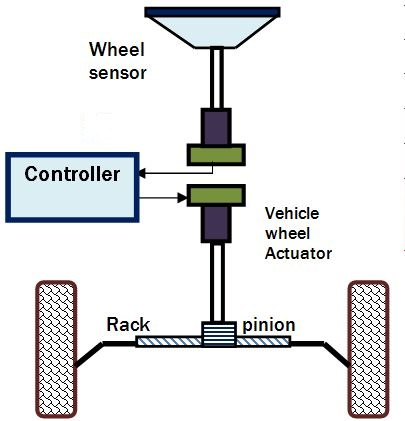 Wheel
sensor
Controller
Vehicle
wheel
Actuator
Rack
pinion